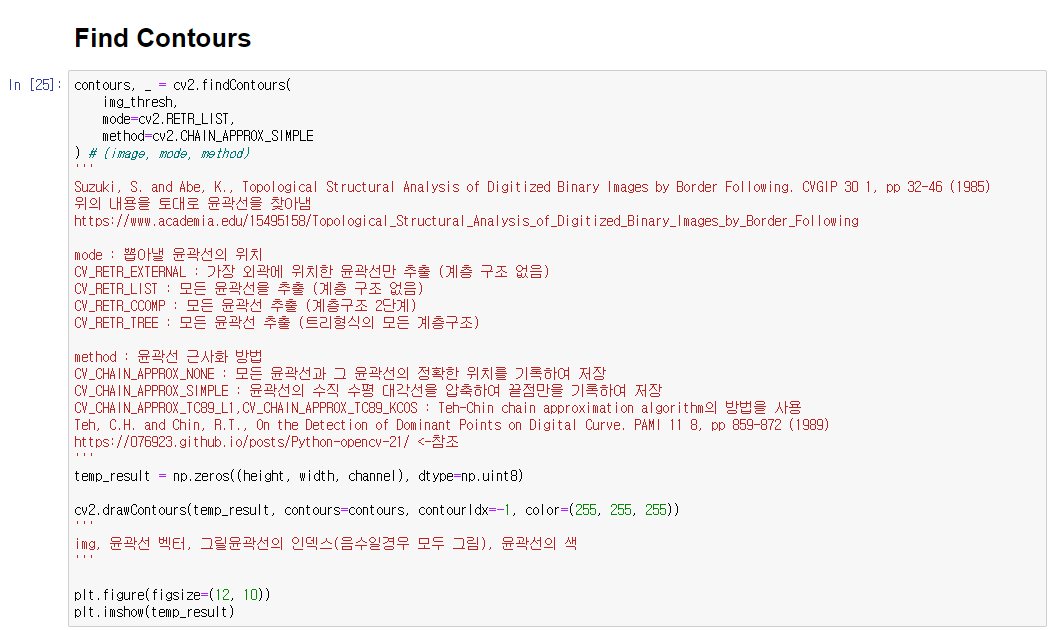 Find Contours
In [25]:
contours, _ = cv2.findContours(
    img_thresh,
    mode=cv2.RETR_LIST,
    method=cv2.CHAIN_APPROX_SIMPLE
) # (image, mode, method)
'''
Suzuki, S. and Abe, K., Topological Structural Analysis of Digitized Binary Images by Border Following. CVGIP 30 1, pp 32-46 (1985)
위의 내용을 토대로 윤곽선을 찾아냄
https://www.academia.edu/15495158/Topological_Structural_Analysis_of_Digitized_Binary_Images_by_Border_Following

mode : 뽑아낼 윤곽선의 위치
CV_RETR_EXTERNAL : 가장 외곽에 위치한 윤곽선만 추출 (계층 구조 없음)
CV_RETR_LIST : 모든 윤곽선을 추출 (계층 구조 없음)
CV_RETR_CCOMP : 모든 윤곽선 추출 (계층구조 2단계)
CV_RETR_TREE : 모든 윤곽선 추출 (트리형식의 모든 계층구조)

method : 윤곽선 근사화 방법
CV_CHAIN_APPROX_NONE : 모든 윤곽선과 그 윤곽선의 정확한 위치를 기록하여 저장
CV_CHAIN_APPROX_SIMPLE : 윤곽선의 수직 수평 대각선을 압축하여 끝점만을 기록하여 저장
CV_CHAIN_APPROX_TC89_L1,CV_CHAIN_APPROX_TC89_KCOS : Teh-Chin chain approximation algorithm의 방법을 사용
Teh, C.H. and Chin, R.T., On the Detection of Dominant Points on Digital Curve. PAMI 11 8, pp 859-872 (1989)
https://076923.github.io/posts/Python-opencv-21/ <-참조
'''
temp_result = np.zeros((height, width, channel), dtype=np.uint8)

cv2.drawContours(temp_result, contours=contours, contourIdx=-1, color=(255, 255, 255))
'''
img, 윤곽선 벡터, 그릴윤곽선의 인덱스(음수일경우 모두 그림), 윤곽선의 색
'''

plt.figure(figsize=(12, 10))
plt.imshow(temp_result)